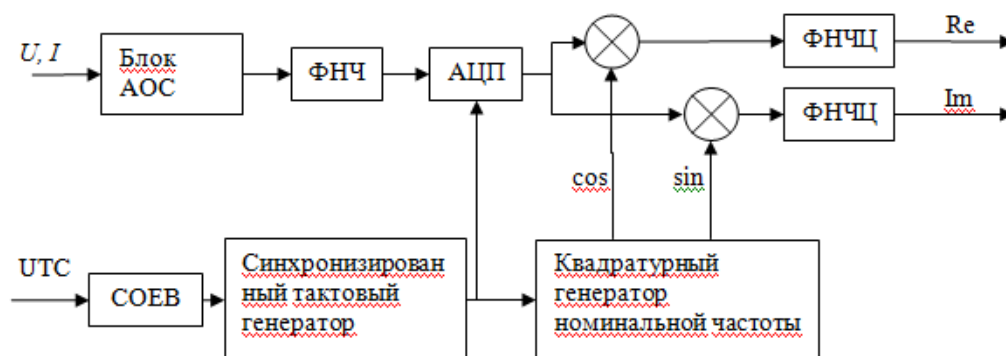 U, I
Блок
АОС
ФНЧ
АЦП
ФНЧЦ
Re
ФНЧЦ
Im
cos
sin
UTC
СОЕВ
Синхронизирован
ный тактовый
генератор
Квадратурный
генератор
номинальной частоты